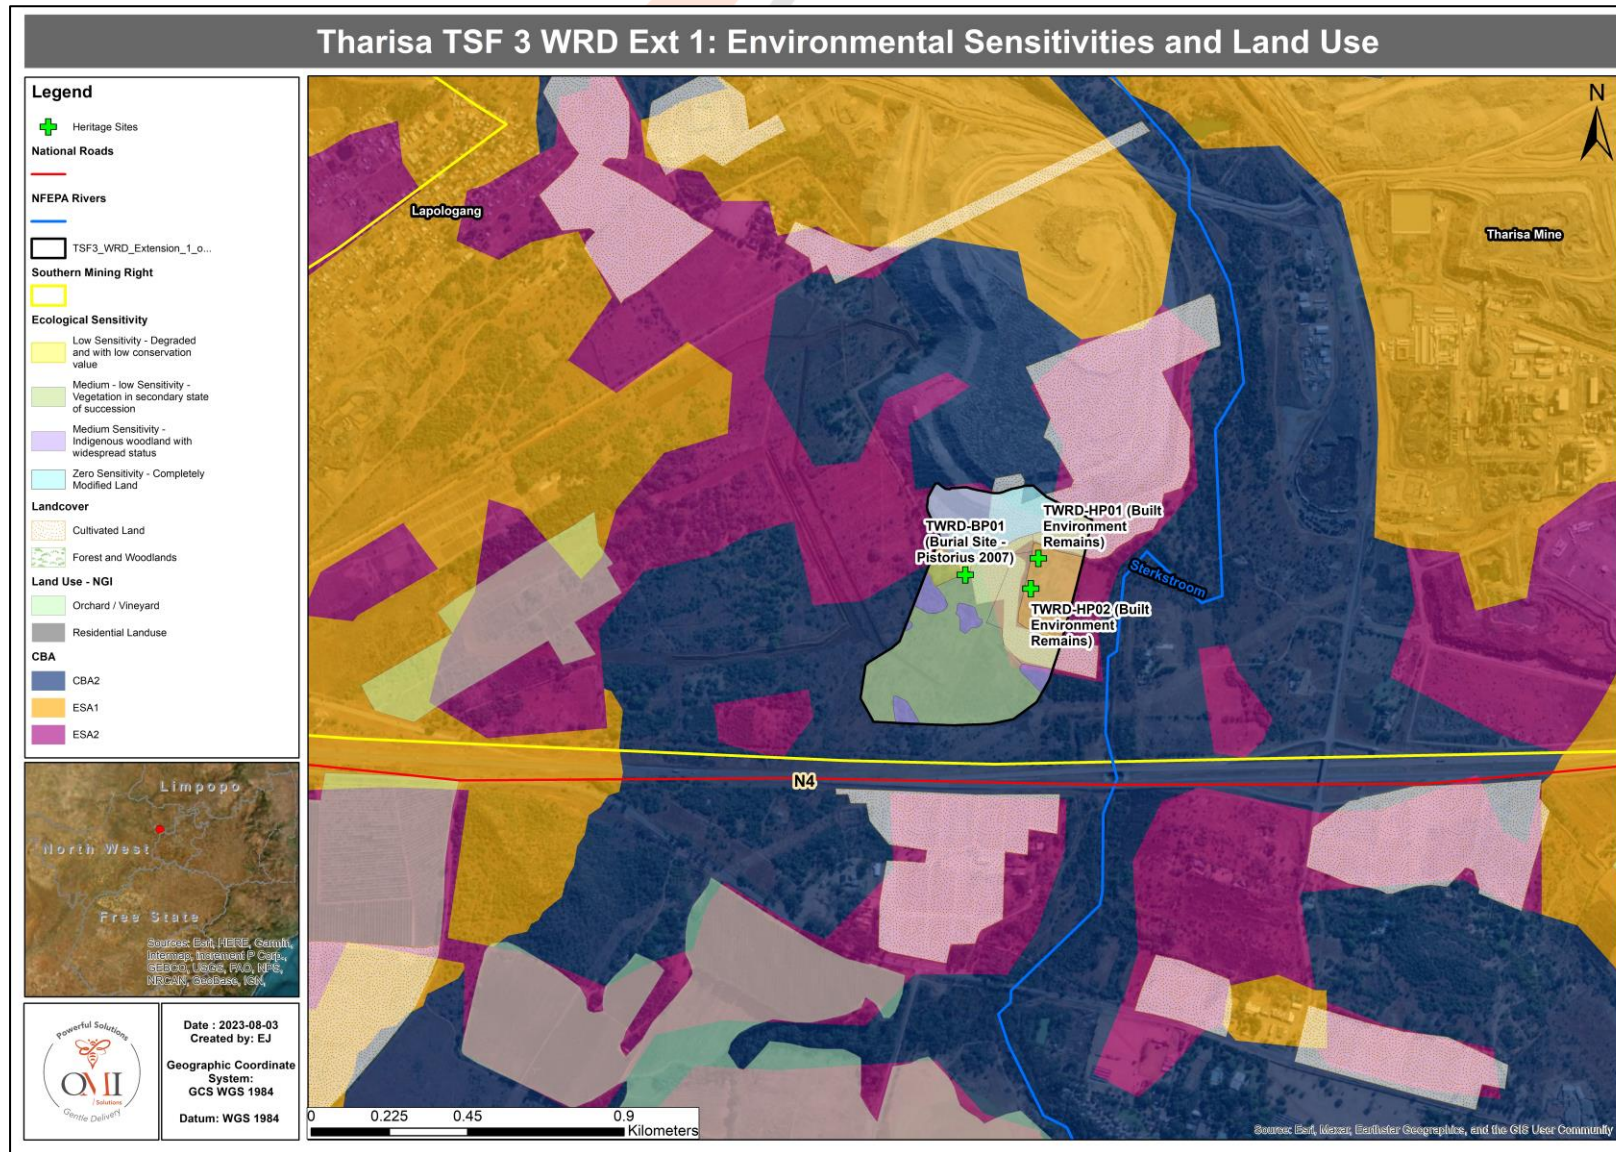 Tharisa TSF 3 WRD Ext 1: Environmental Sensitivities and Land Use
Legend
Heritage Sites
National Roads
NFEPA Rivers
TSF3_WRD_Extension_1_o...
Southern Mining Right
Ecological Sensitivity
Low Sensitivity - Degraded
and with low conservation
value
Medium - low Sensitivity -
Vegetation in secondary state
of succession
Medium Sensitivity -
Indigenous woodland with
widespread status
Zero Sensitivity - Completely
Modified Land
Landcover
Cultivated Land
Forest and Woodlands
Land Use - NGI
Orchard / Vineyard
Residential Landuse
CBA
CBA2
ESA1
ESA2
Limpopo
North West
Free State
Sources: Esri, HERE, Garmin,
Intermap, Increment P Corp.,
GEBCO, USGS, FAO, NPS,
NRCAN, GeoBase, IGN,
Powerful Solutions
OMI
Solutions
Gentle Delivery
Date : 2023-08-03
Created by: EJ
Geographic Coordinate
System:
GCS WGS 1984
Datum: WGS 1984
N
Lapologang
Tharisa Mine
TWRD-HP01 (Built
Environment
Remains)
TWRD-BP01
(Burial Site -
Pistorius 2007)
Sterkstroom
TWRD-HP02 (Built
Environment
Remains)
N4
0 0.225 0.45 0.9
Kilometers
Source: Esri, Maxar, Earthstar Geographics, and the GIS User Community